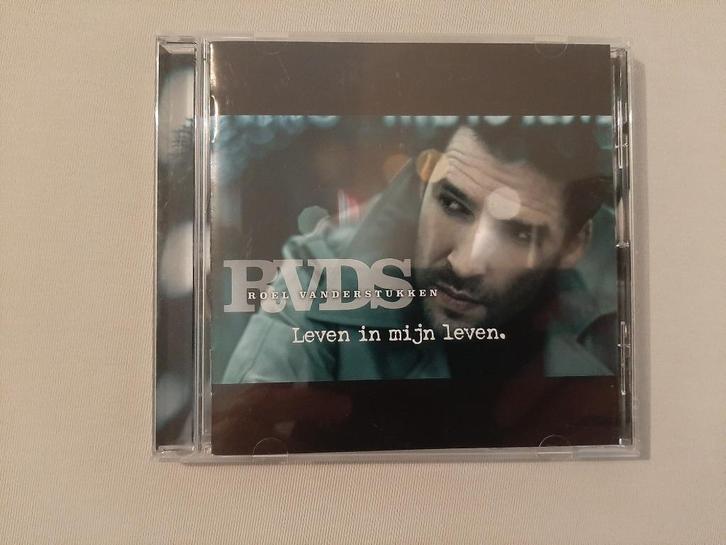 RVDS
ROEL VANDERSTUKKEN
Leven in mijn leven.